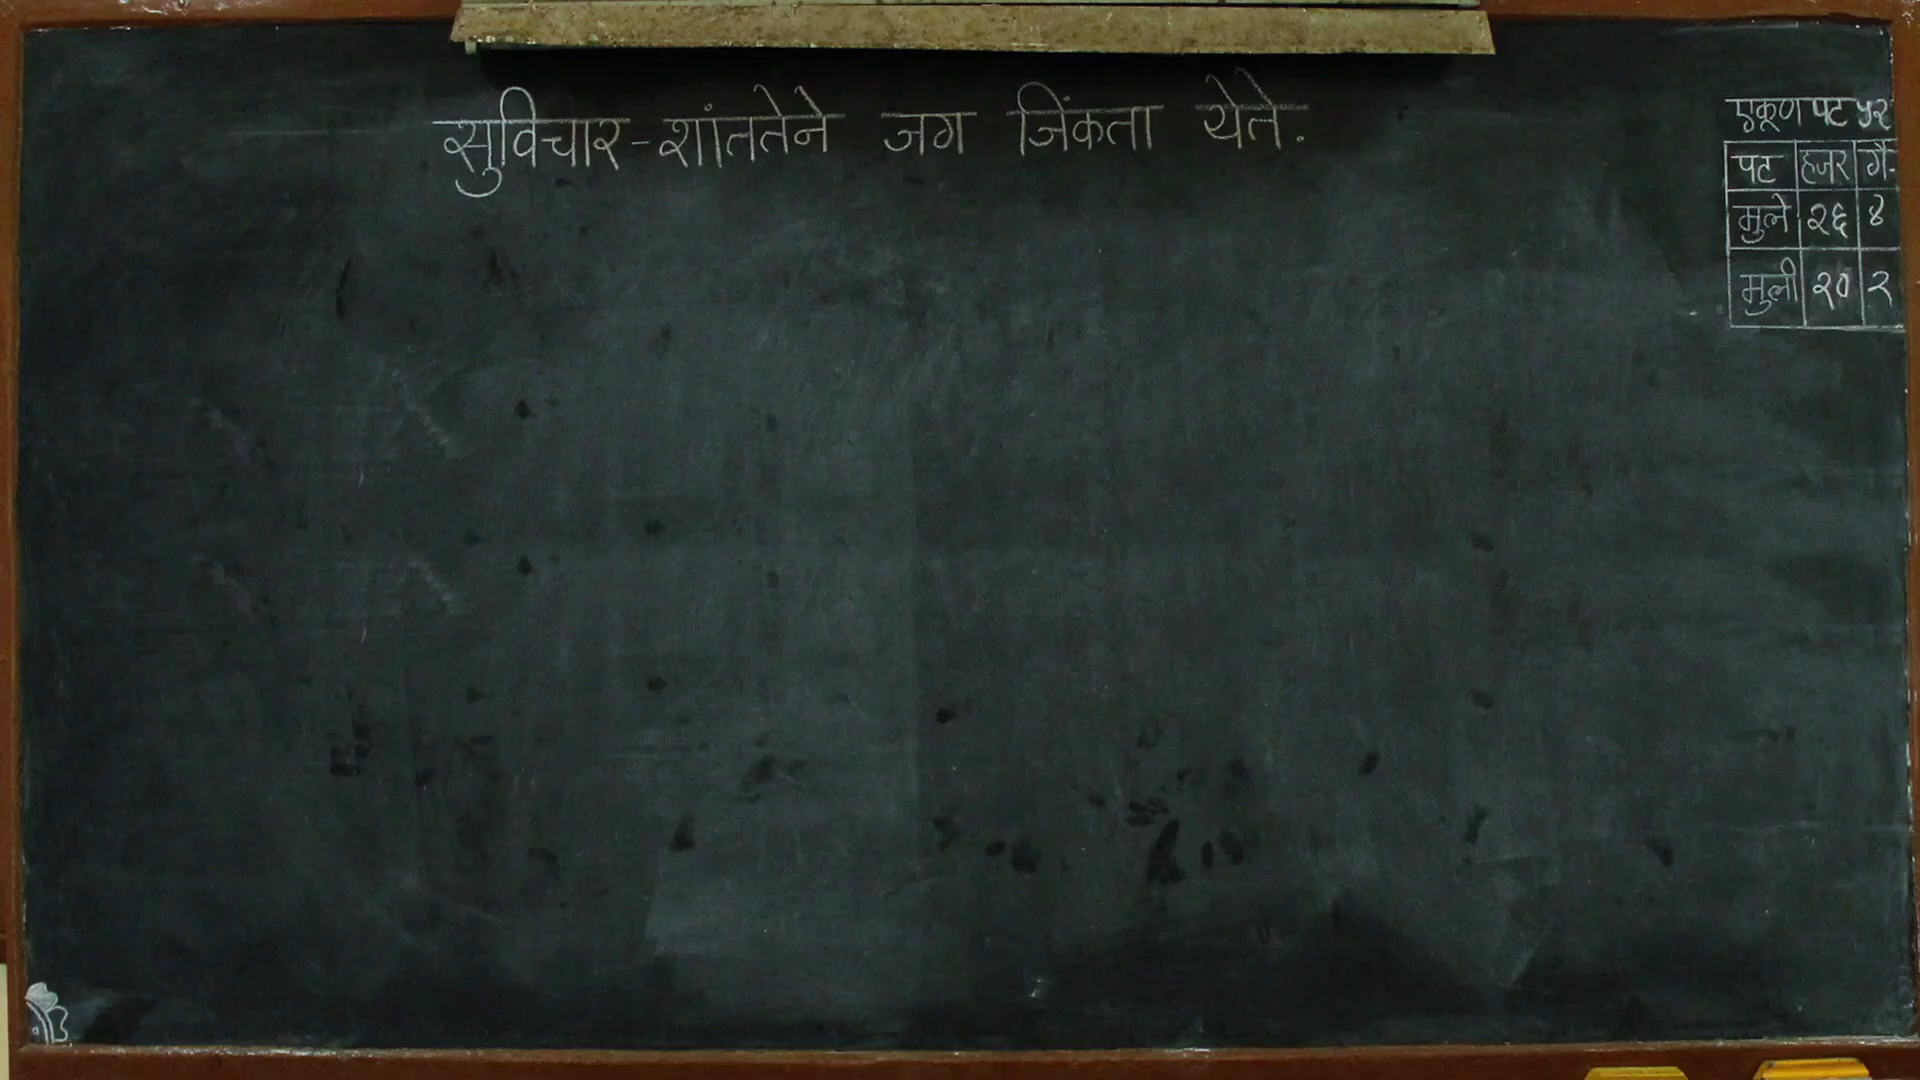 सुविचार-शांततेने जग जिंकता येते.
एकूण पट ५२
पट हजर गै-
मुले २६ ४
मुली २० २